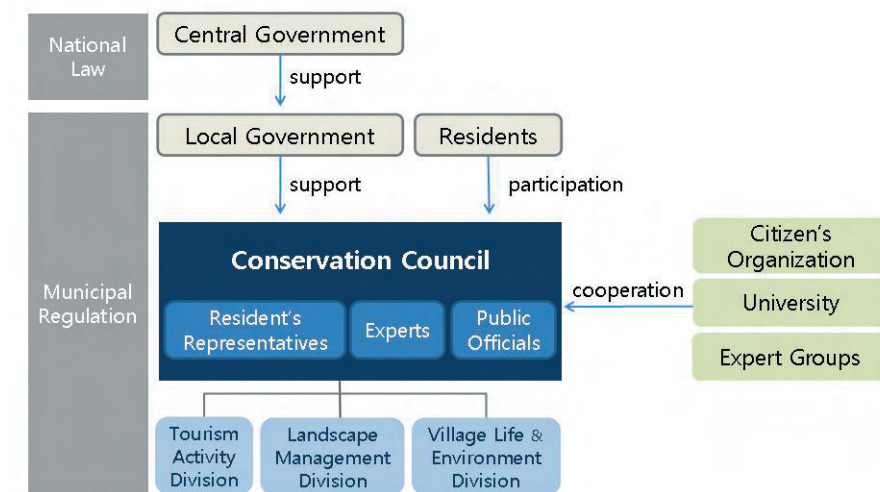 National
Law
Central Government
support
Municipal
Regulation
Local Government
Residents
support
participation
Conservation Council
Resident's
Representatives
Experts
Public
Officials
cooperation
Citizen's
Organization
University
Expert Groups
Tourism
Activity
Division
Landscape
Management
Division
Village Life &
Environment
Division